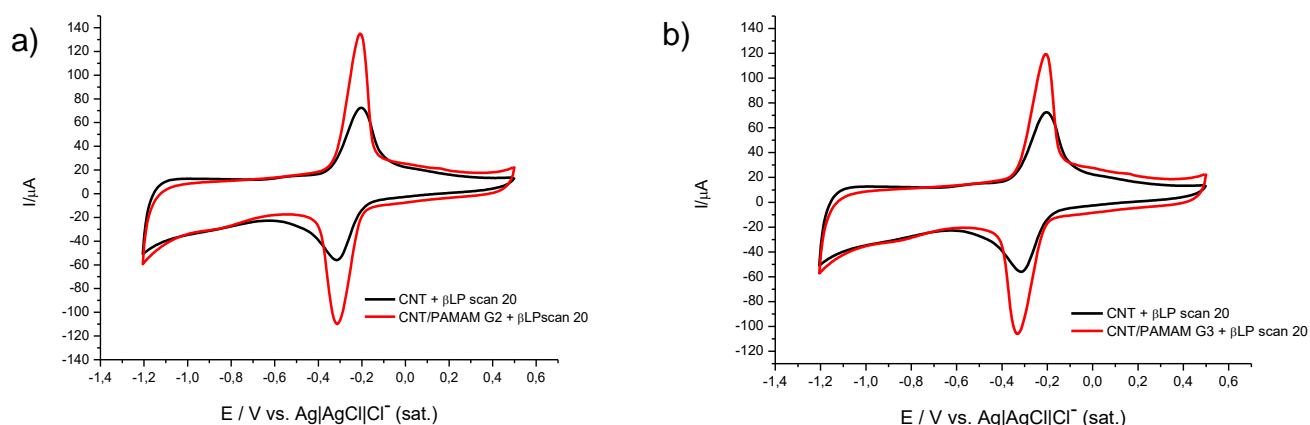 a)
140
120
100
80
60
40
20
0
-20
-40
-60
-80
-100
-120
-140
I/µA
CNT + βLP scan 20
CNT/PAMAM G2 + βLPscan 20
-1,4 -1,2 -1,0 -0,8 -0,6 -0,4 -0,2 0,0 0,2 0,4 0,6
E / V vs. Ag|AgCl|Cl⁻ (sat.)
b)
140
120
100
80
60
40
20
0
-20
-40
-60
-80
-100
-120
I/µA
CNT + βLP scan 20
CNT/PAMAM G3 + βLP scan 20
-1,4 -1,2 -1,0 -0,8 -0,6 -0,4 -0,2 0,0 0,2 0,4 0,6
E / V vs. Ag|AgCl|Cl⁻ (sat.)